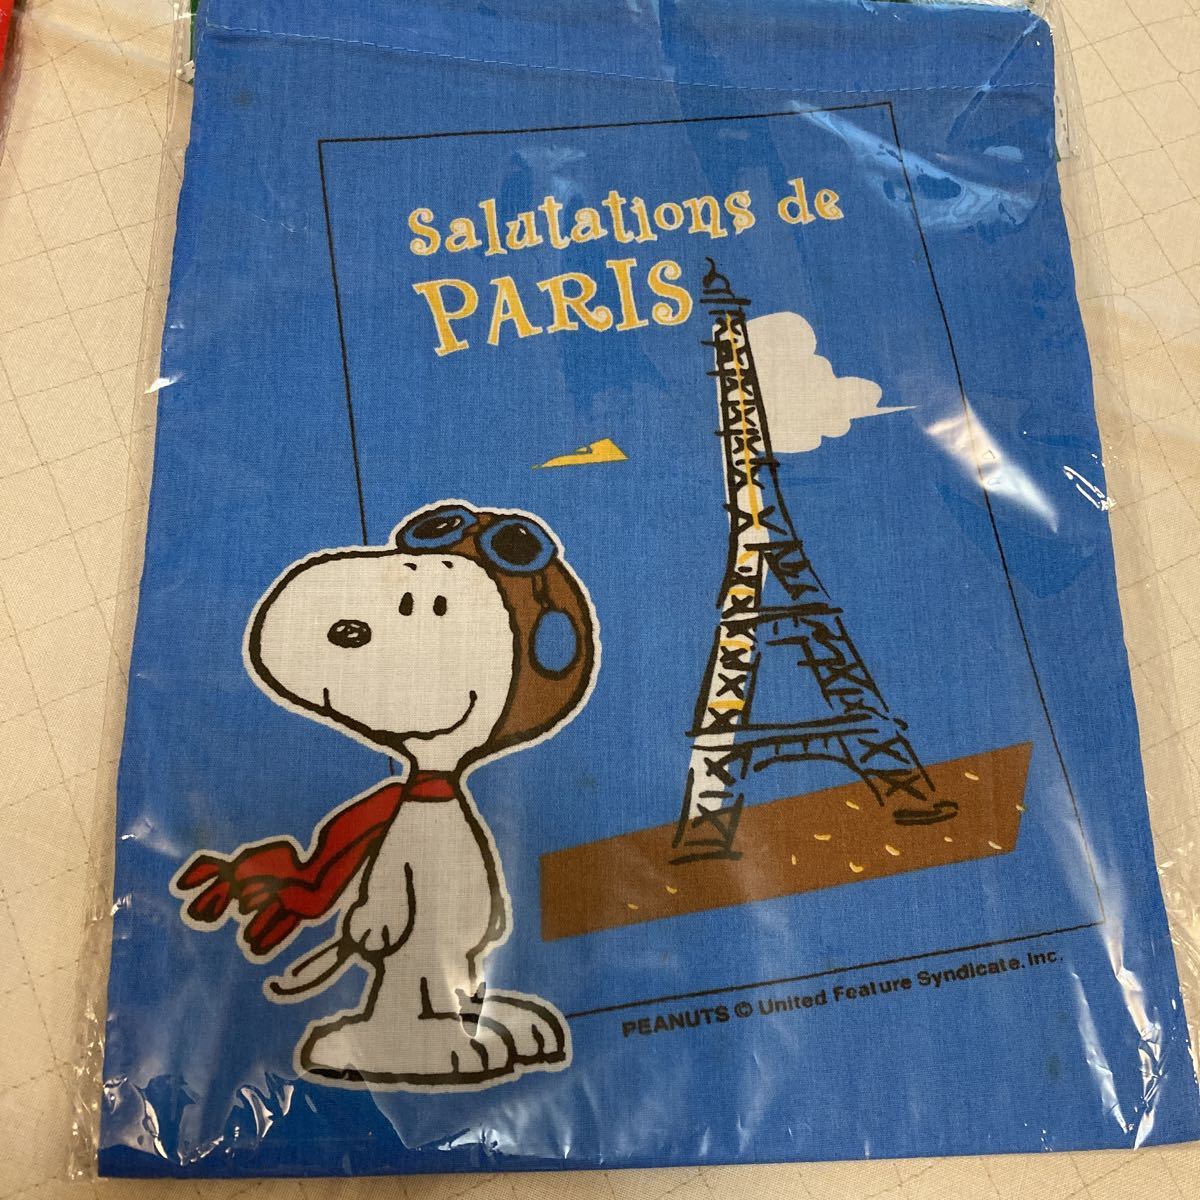 Salutations de
PARIS
PEANUTS © United Feature Syndicate, Inc.